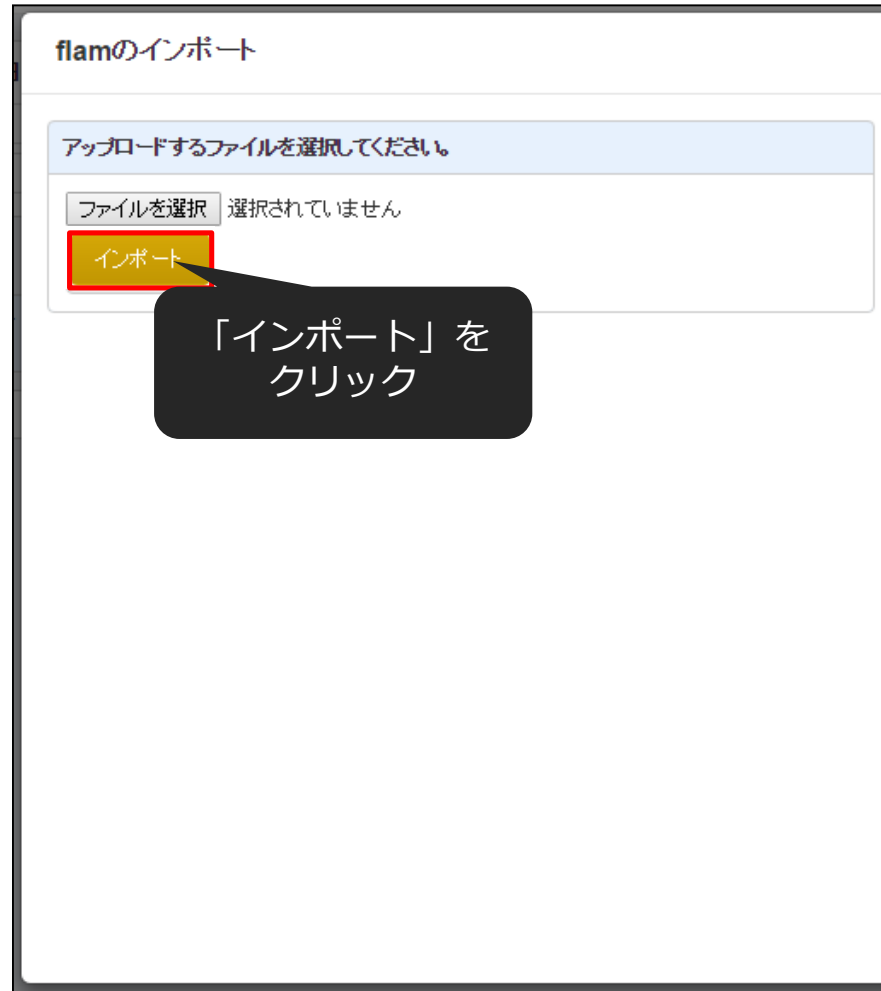 flamのインポート
アップロードするファイルを選択してください。
ファイルを選択 選択されていません
インポート
「インポート」を
クリック